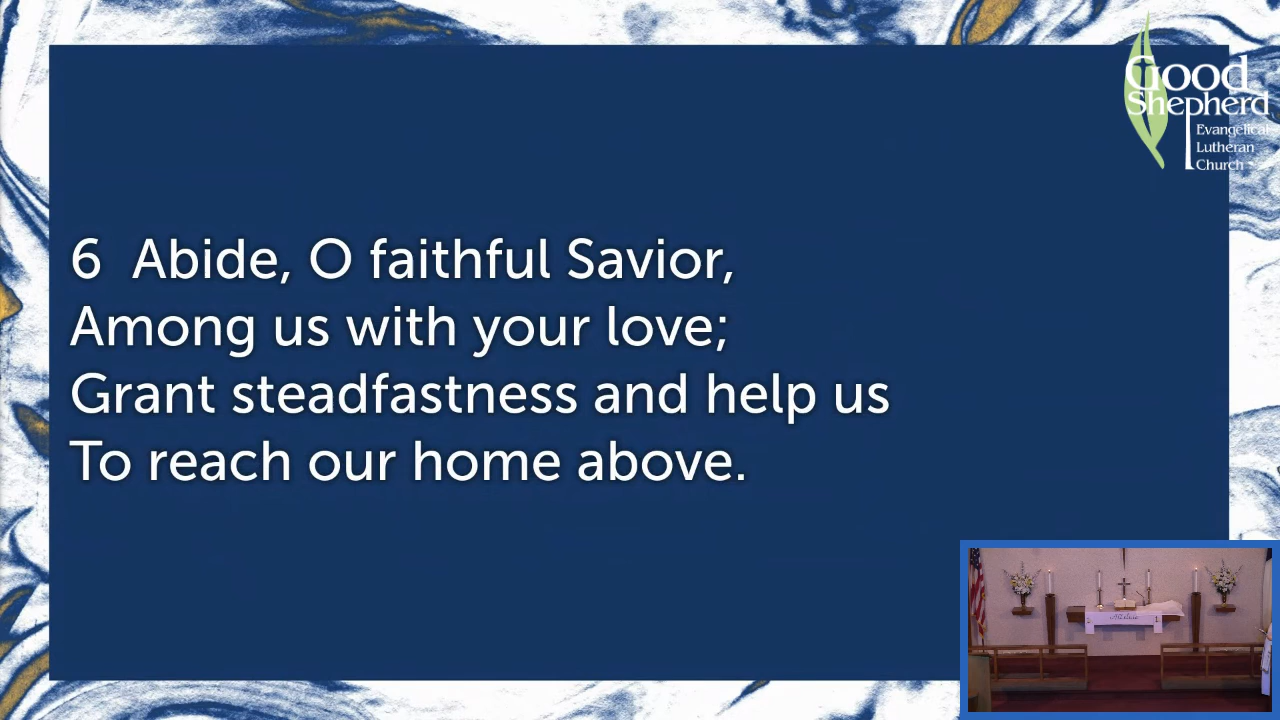 Good
Shepherd
Evangelical
Lutheran
Church
6 Abide, O faithful Savior,
Among us with your love;
Grant steadfastness and help us
To reach our home above.